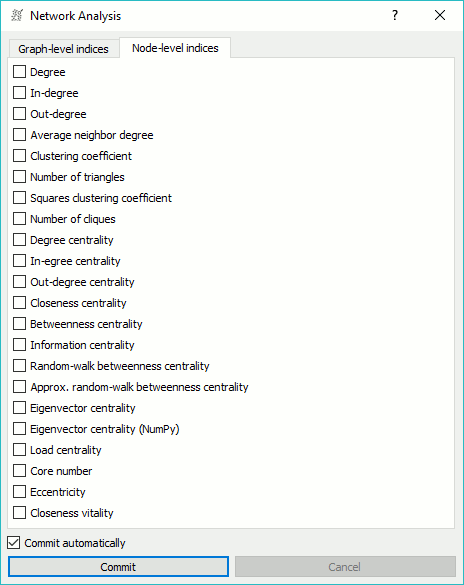 Network Analysis
?
Graph-level indices
Node-level indices
Degree
In-degree
Out-degree
Average neighbor degree
Clustering coefficient
Number of triangles
Squares clustering coefficient
Number of cliques
Degree centrality
In-egree centrality
Out-degree centrality
Closeness centrality
Betweenness centrality
Information centrality
Random-walk betweenness centrality
Approx. random-walk betweenness centrality
Eigenvector centrality
Eigenvector centrality (NumPy)
Load centrality
Core number
Eccentricity
Closeness vitality
Commit automatically
Commit
Cancel